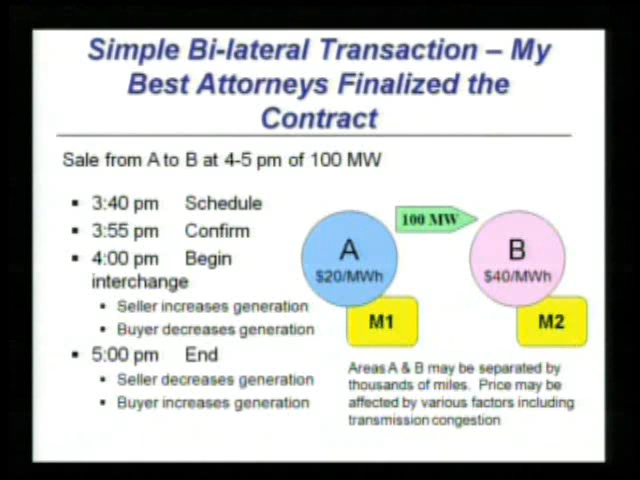 Simple Bi-lateral Transaction – My
Best Attorneys Finalized the
Contract
Sale from A to B at 4-5 pm of 100 MW
▪ 3:40 pm Schedule
▪ 3:55 pm Confirm
▪ 4:00 pm Begin
interchange
• Seller increases generation
• Buyer decreases generation
▪ 5:00 pm End
• Seller decreases generation
• Buyer increases generation
100 MW
A
$20/MWh
B
$40/MWh
M1
M2
Areas A & B may be separated by
thousands of miles. Price may be
affected by various factors including
transmission congestion